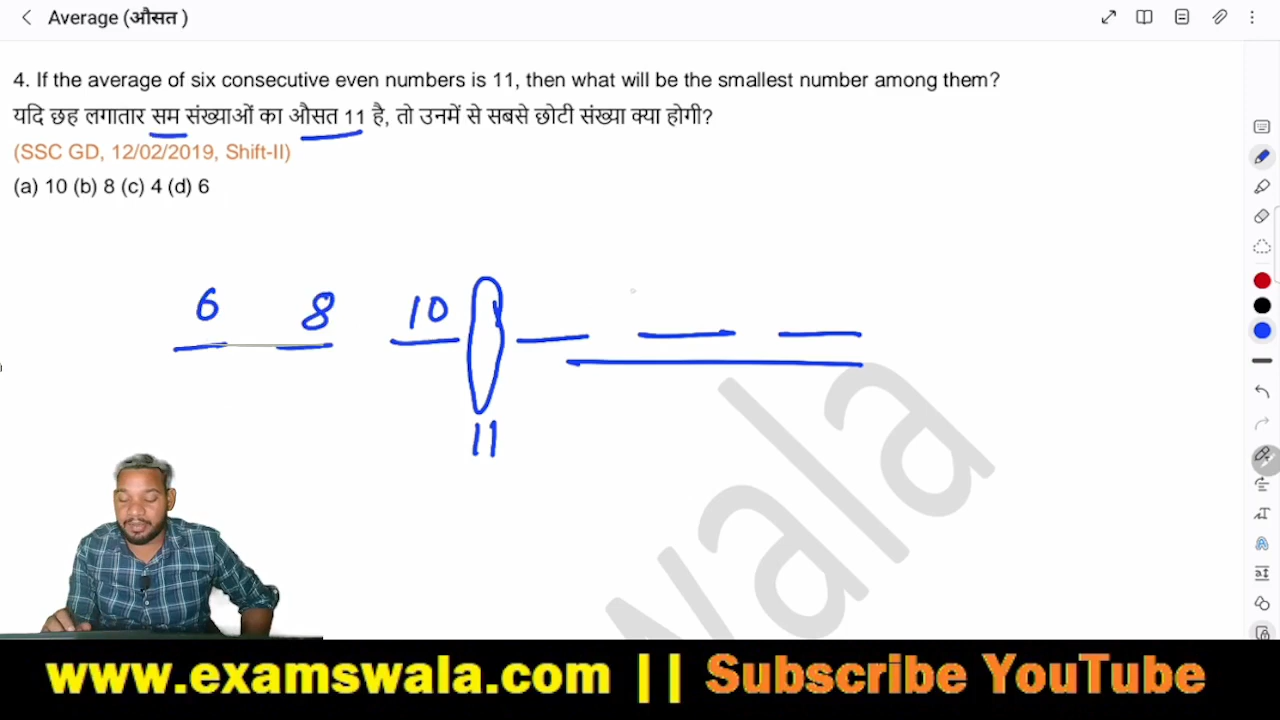 Average (औसत )
4. If the average of six consecutive even numbers is 11, then what will be the smallest number among them?
यदि छह लगातार सम संख्याओं का औसत 11 है, तो उनमें से सबसे छोटी संख्या क्या होगी?
(SSC GD, 12/02/2019, Shift-II)
(a) 10 (b) 8 (c) 4 (d) 6
6 8 10
11
wala
www.examswala.com || Subscribe YouTube